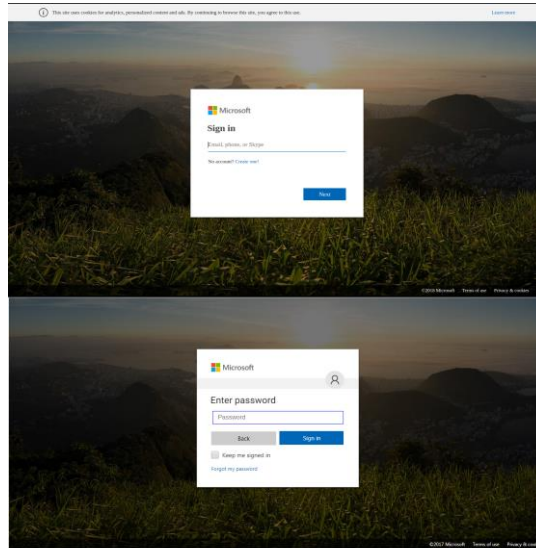 This site uses cookies for analytics, personalized content and ads. By continuing to browse this site, you agree to this use.
Learn more
Microsoft
Sign in
Email, phone, or Skype
No account? Create one!
Next
©2018 Microsoft Terms of use Privacy & cookies
Microsoft
Enter password
Password
Back
Sign in
Keep me signed in
Forgot my password
©2017 Microsoft Terms of use Privacy & coo